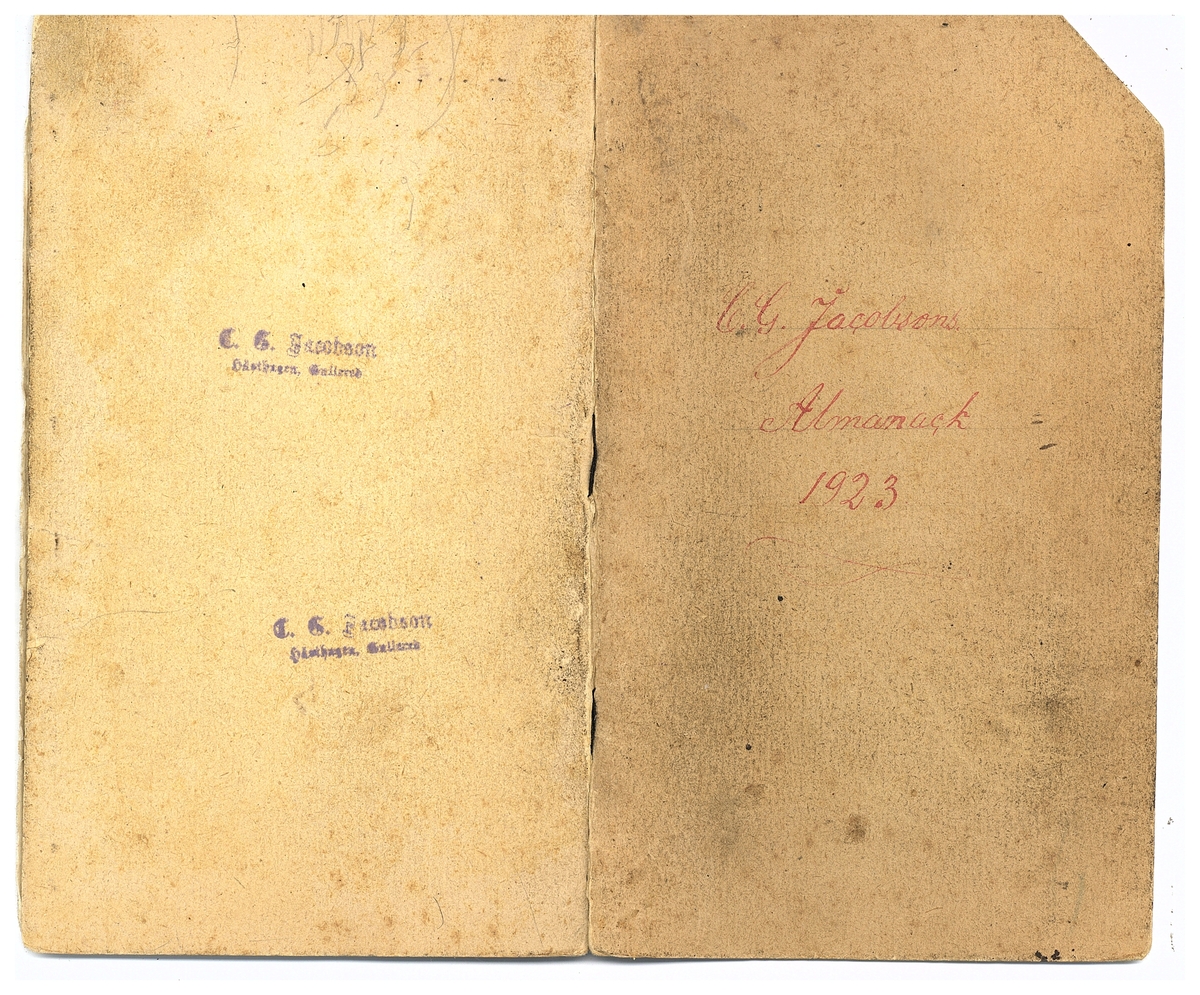 C. G. Jacobson
Hästhagen, Gullered
C. G. Jacobson
Hästhagen, Gullered
C. G. Jacobsons
Almanack
1923